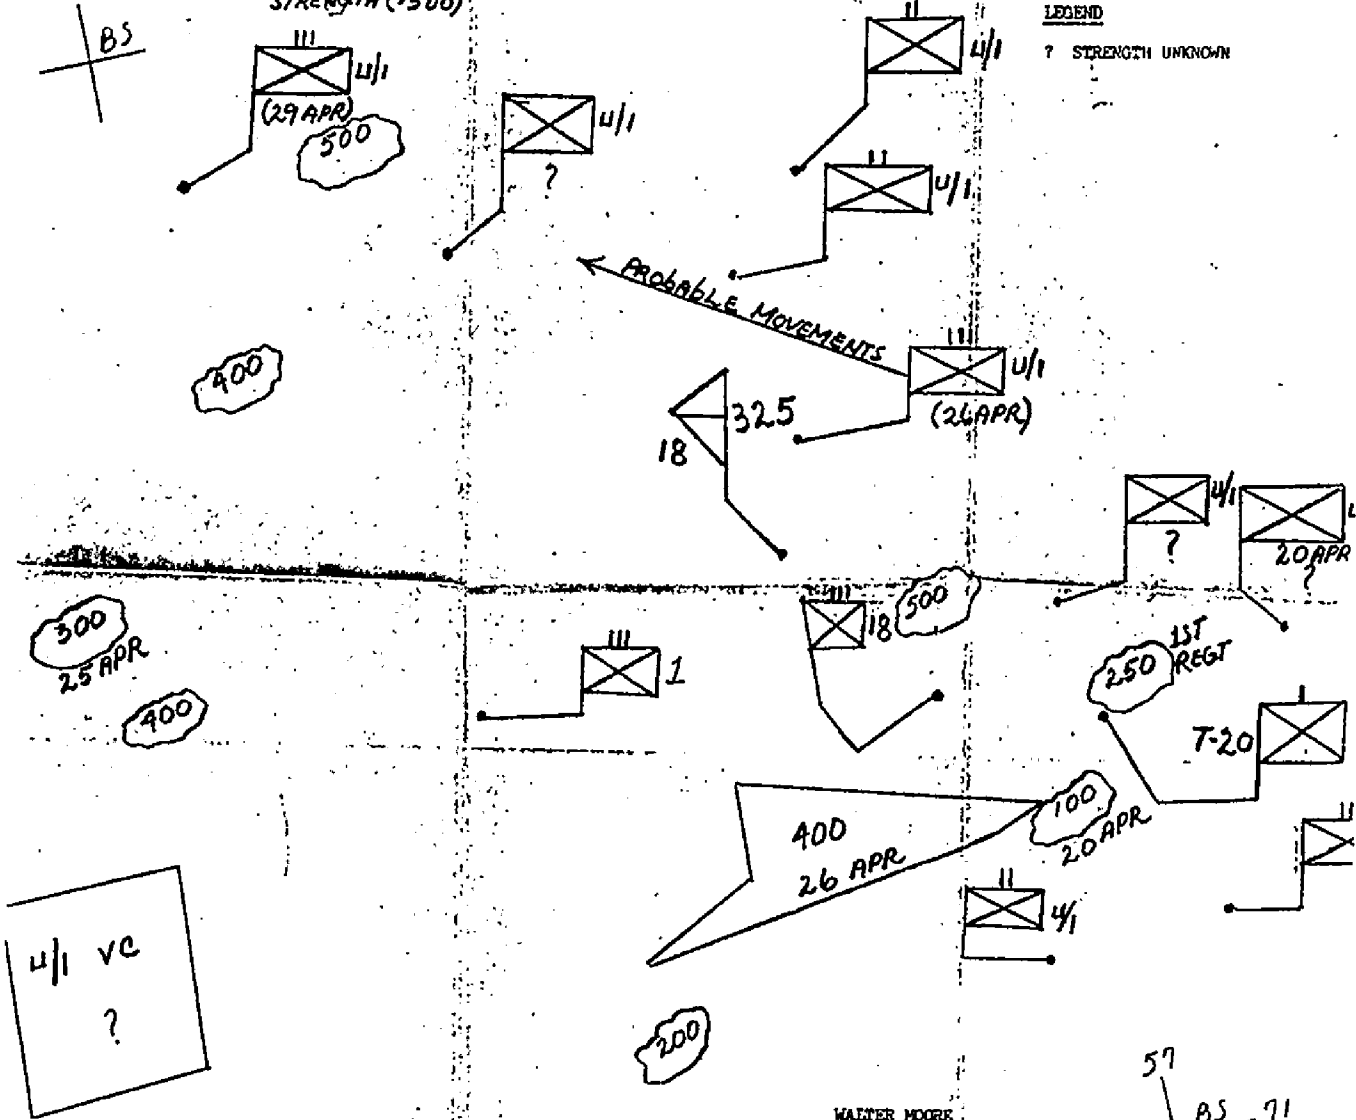 STRENGTH (1500)
BS
LEGEND
? STRENGTH UNKNOWN
III
U/I
(29 APR)
500
U/I
?
II
U/I
II
U/I
PROBABLE MOVEMENTS
III
U/I
(26 APR)
400
325
18
U/I
?
20 APR
?
300
25 APR
400
III
1
III
18
500
250
1ST
REGT
I
T-20
400
26 APR
100
20 APR
II
U/I
U/I VC
?
200
57
BS 71
WALTER MOORE